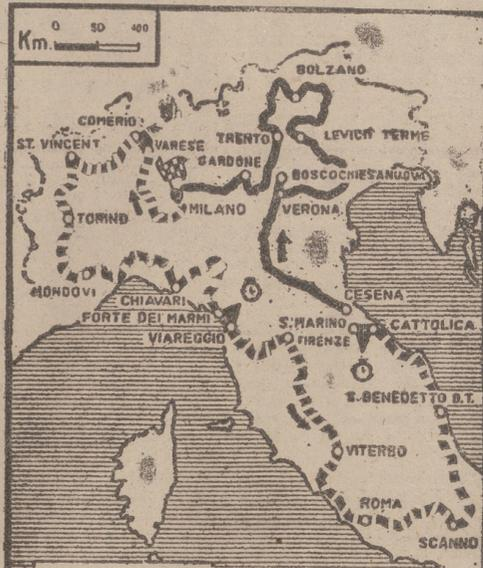 0 50 400
Km.
BOLZANO
COMERIO
ST. VINCENT
VARESE
TRENTO
LEVICO TERME
GARDONE
BOSCOCHIESANUOVA
TORINO
MILANO
VERONA
MONDOVI
CHIAVARI
CESENA
FORTE DEI MARMI
S. MARINO
CATTOLICA
VIAREGGIO
FIRENZE
S. BENEDETTO D.T.
VITERBO
ROMA
SCANNO